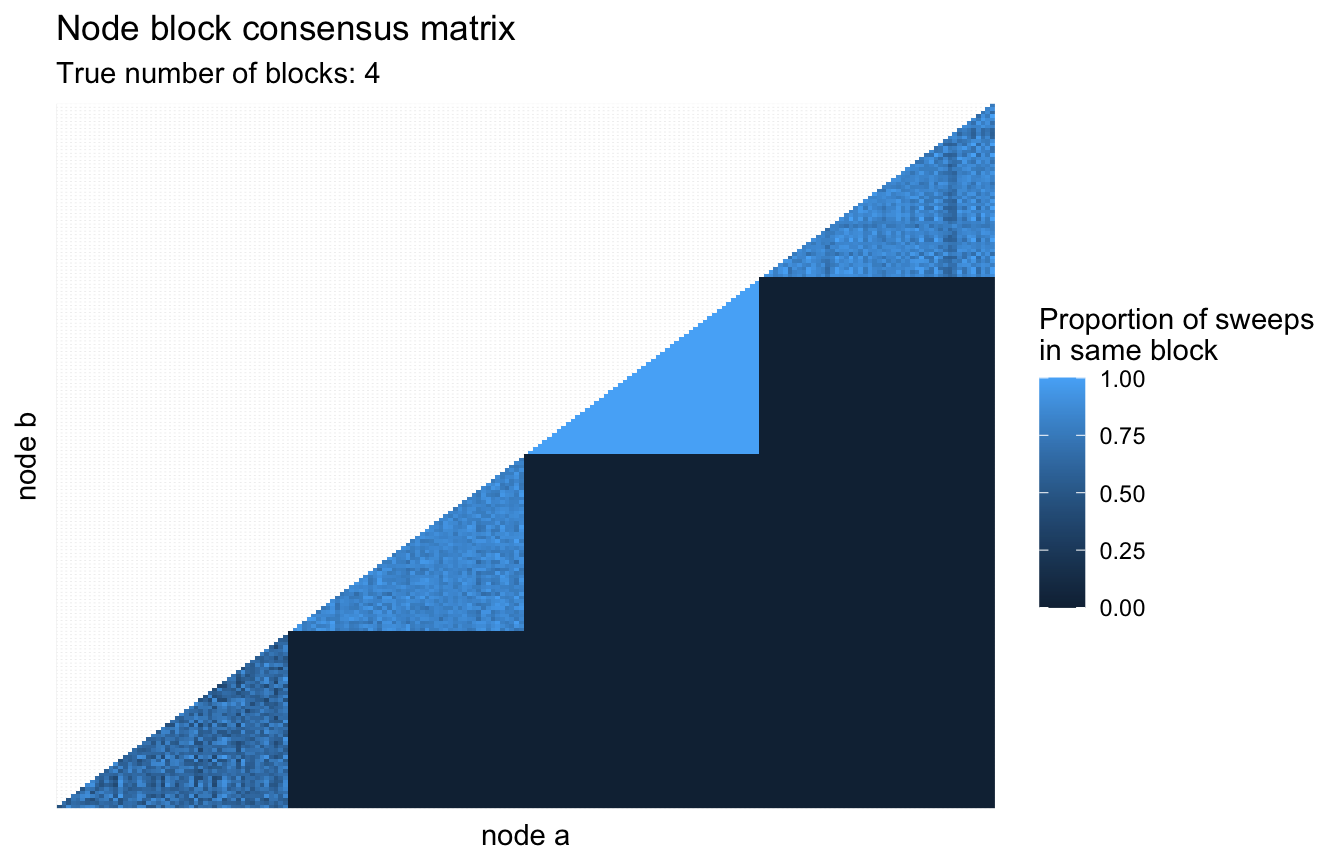 Node block consensus matrix
True number of blocks: 4
node b
node a
Proportion of sweeps
in same block
1.00
0.75
0.50
0.25
0.00